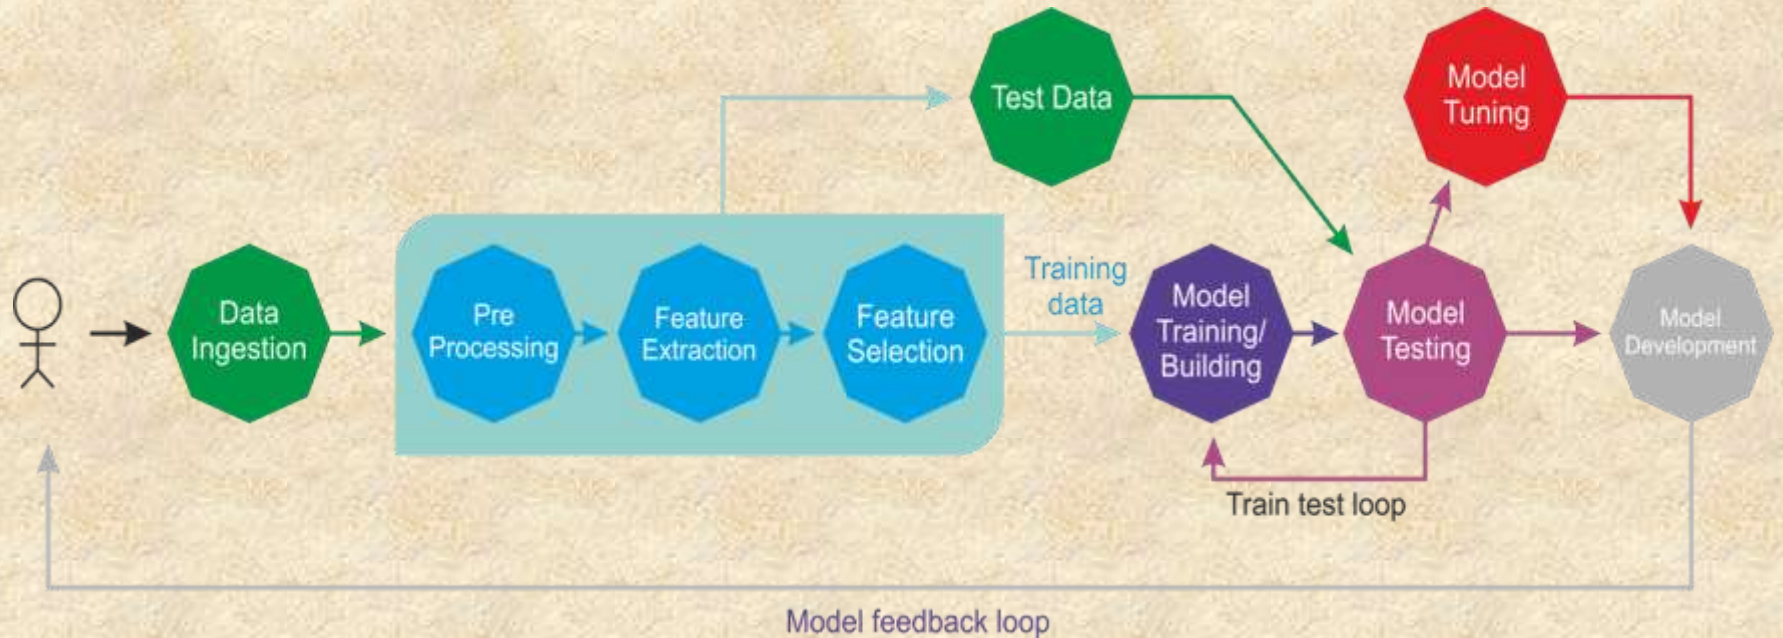 Test Data
Model
Tuning
Data
Ingestion
Pre
Processing
Feature
Extraction
Feature
Selection
Training
data
Model
Training/
Building
Model
Testing
Model
Development
Train test loop
Model feedback loop